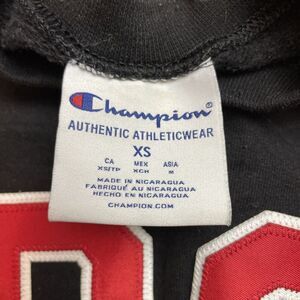 Champion®
AUTHENTIC ATHLETICWEAR
XS
CA MEX ASIA
XS/TP XCH M
MADE IN NICARAGUA
FABRIQUÉ AU NICARAGUA
HECHO EN NICARAGUA
CHAMPION.COM